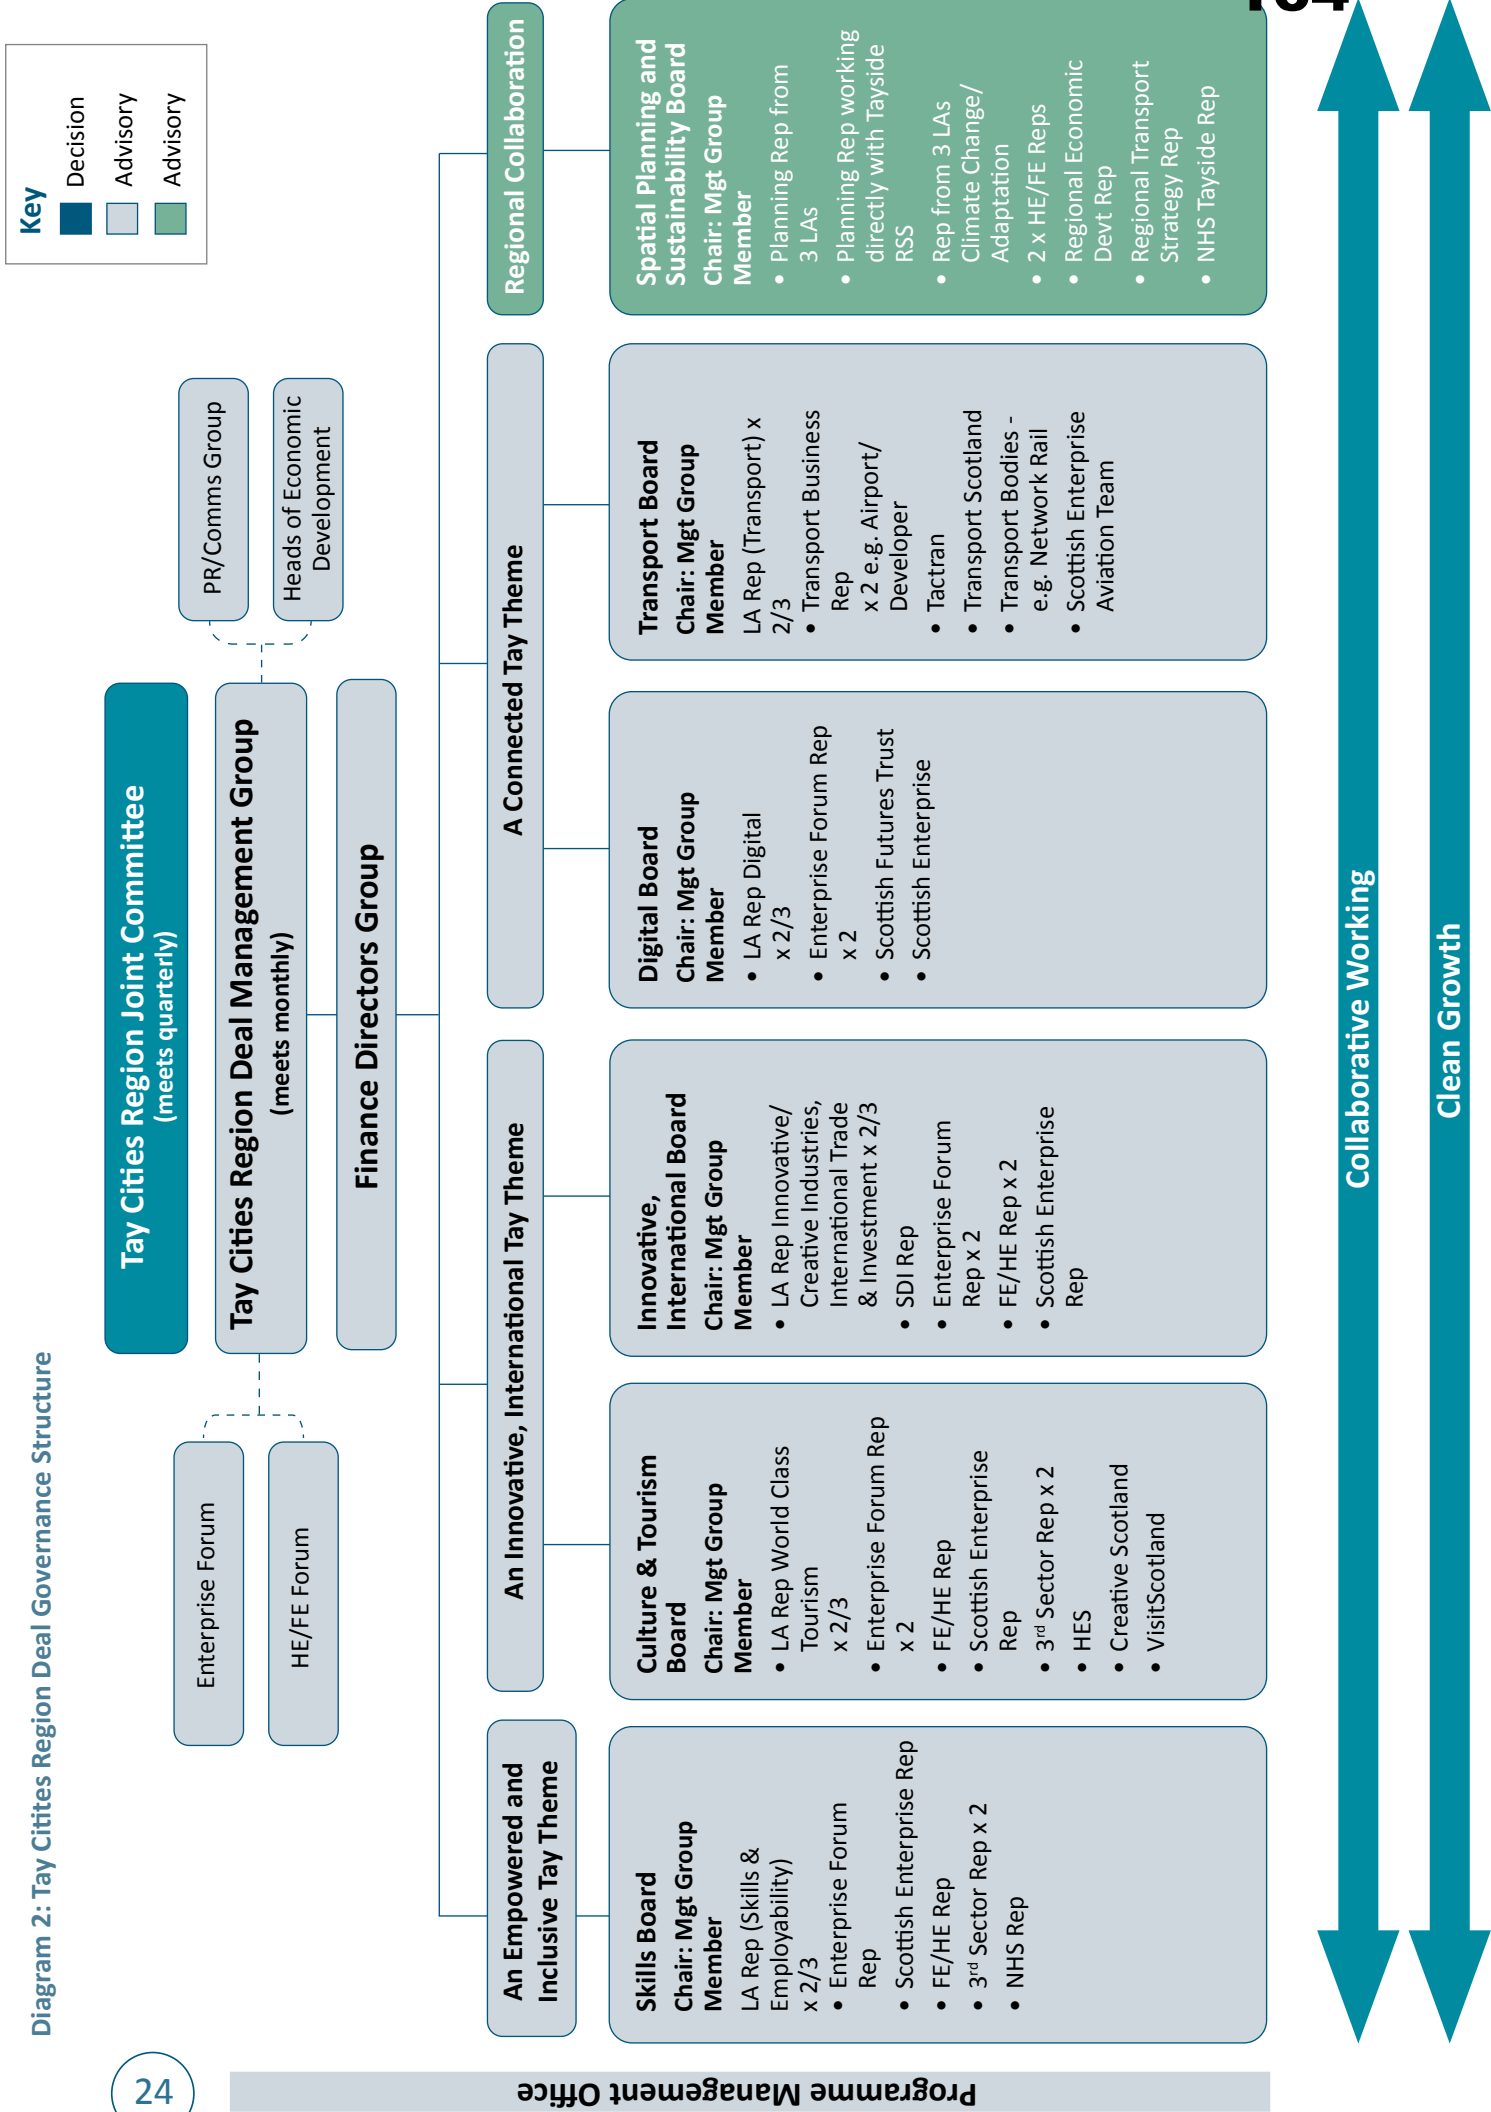 Diagram 2: Tay Citites Region Deal Governance Structure
Key
Decision
Advisory
Advisory
Tay Cities Region Joint Committee
(meets quarterly)
Enterprise Forum
HE/FE Forum
Tay Cities Region Deal Management Group
(meets monthly)
PR/Comms Group
Heads of Economic
Development
Finance Directors Group
An Empowered and
Inclusive Tay Theme
An Innovative, International Tay Theme
A Connected Tay Theme
Regional Collaboration
Skills Board
Chair: Mgt Group
Member
LA Rep (Skills &
Employability)
x 2/3
• Enterprise Forum
Rep
• Scottish Enterprise Rep
• FE/HE Rep
• 3rd Sector Rep x 2
• NHS Rep
Culture & Tourism
Board
Chair: Mgt Group
Member
• LA Rep World Class
Tourism
x 2/3
• Enterprise Forum Rep
x 2
• FE/HE Rep
• Scottish Enterprise
Rep
• 3rd Sector Rep x 2
• HES
• Creative Scotland
• VisitScotland
Innovative,
International Board
Chair: Mgt Group
Member
• LA Rep Innovative/
Creative Industries,
International Trade
& Investment x 2/3
• SDI Rep
• Enterprise Forum
Rep x 2
• FE/HE Rep x 2
• Scottish Enterprise
Rep
Digital Board
Chair: Mgt Group
Member
• LA Rep Digital
x 2/3
• Enterprise Forum Rep
x 2
• Scottish Futures Trust
• Scottish Enterprise
Transport Board
Chair: Mgt Group
Member
LA Rep (Transport) x
2/3
• Transport Business
Rep
x 2 e.g. Airport/
Developer
• Tactran
• Transport Scotland
• Transport Bodies -
e.g. Network Rail
• Scottish Enterprise
Aviation Team
Spatial Planning and
Sustainability Board
Chair: Mgt Group
Member
• Planning Rep from
3 LAs
• Planning Rep working
directly with Tayside
RSS
• Rep from 3 LAs
Climate Change/
Adaptation
• 2 x HE/FE Reps
• Regional Economic
Devt Rep
• Regional Transport
Strategy Rep
• NHS Tayside Rep
Collaborative Working
Clean Growth
Programme Management Office
24